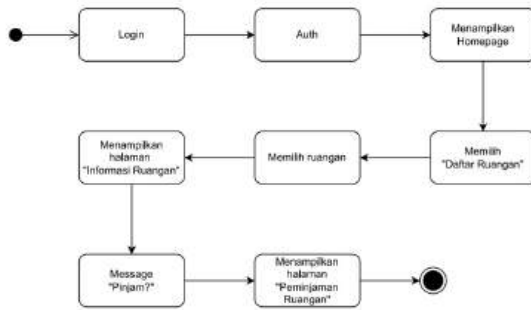 Login
Auth
Menampilkan
Homepage
Memilih
"Daftar Ruangan"
Memilih ruangan
Menampilkan
halaman
"Informasi Ruangan"
Message
"Pinjam?"
Menampilkan
halaman
"Peminjaman
Ruangan"